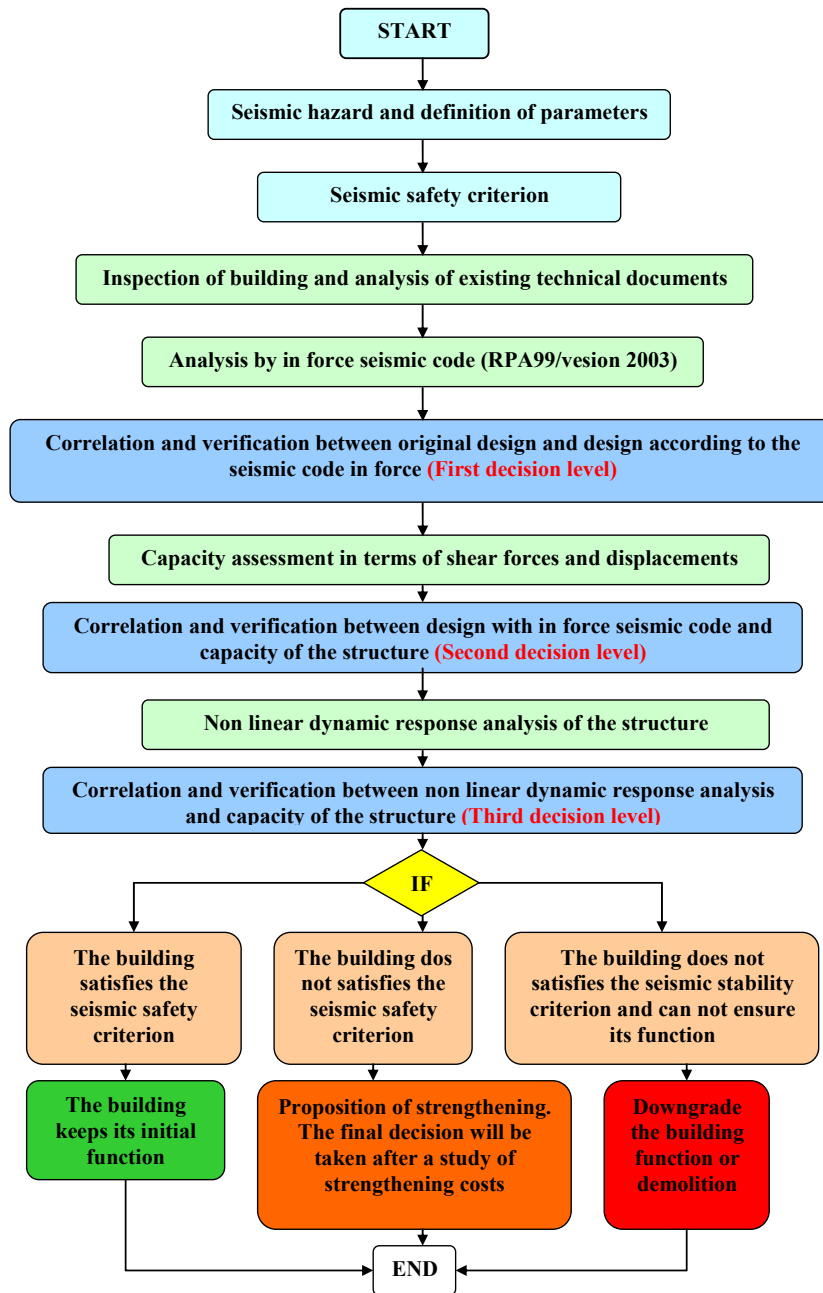 START
Seismic hazard and definition of parameters
Seismic safety criterion
Inspection of building and analysis of existing technical documents
Analysis by in force seismic code (RPA99/vesion 2003)
Correlation and verification between original design and design according to the
seismic code in force (First decision level)
Capacity assessment in terms of shear forces and displacements
Correlation and verification between design with in force seismic code and
capacity of the structure (Second decision level)
Non linear dynamic response analysis of the structure
Correlation and verification between non linear dynamic response analysis
and capacity of the structure (Third decision level)
IF
The building
satisfies the
seismic safety
criterion
The building dos
not satisfies the
seismic safety
criterion
The building does not
satisfies the seismic stability
criterion and can not ensure
its function
The building
keeps its initial
function
Proposition of strengthening.
The final decision will be
taken after a study of
strengthening costs
Downgrade
the building
function or
demolition
END